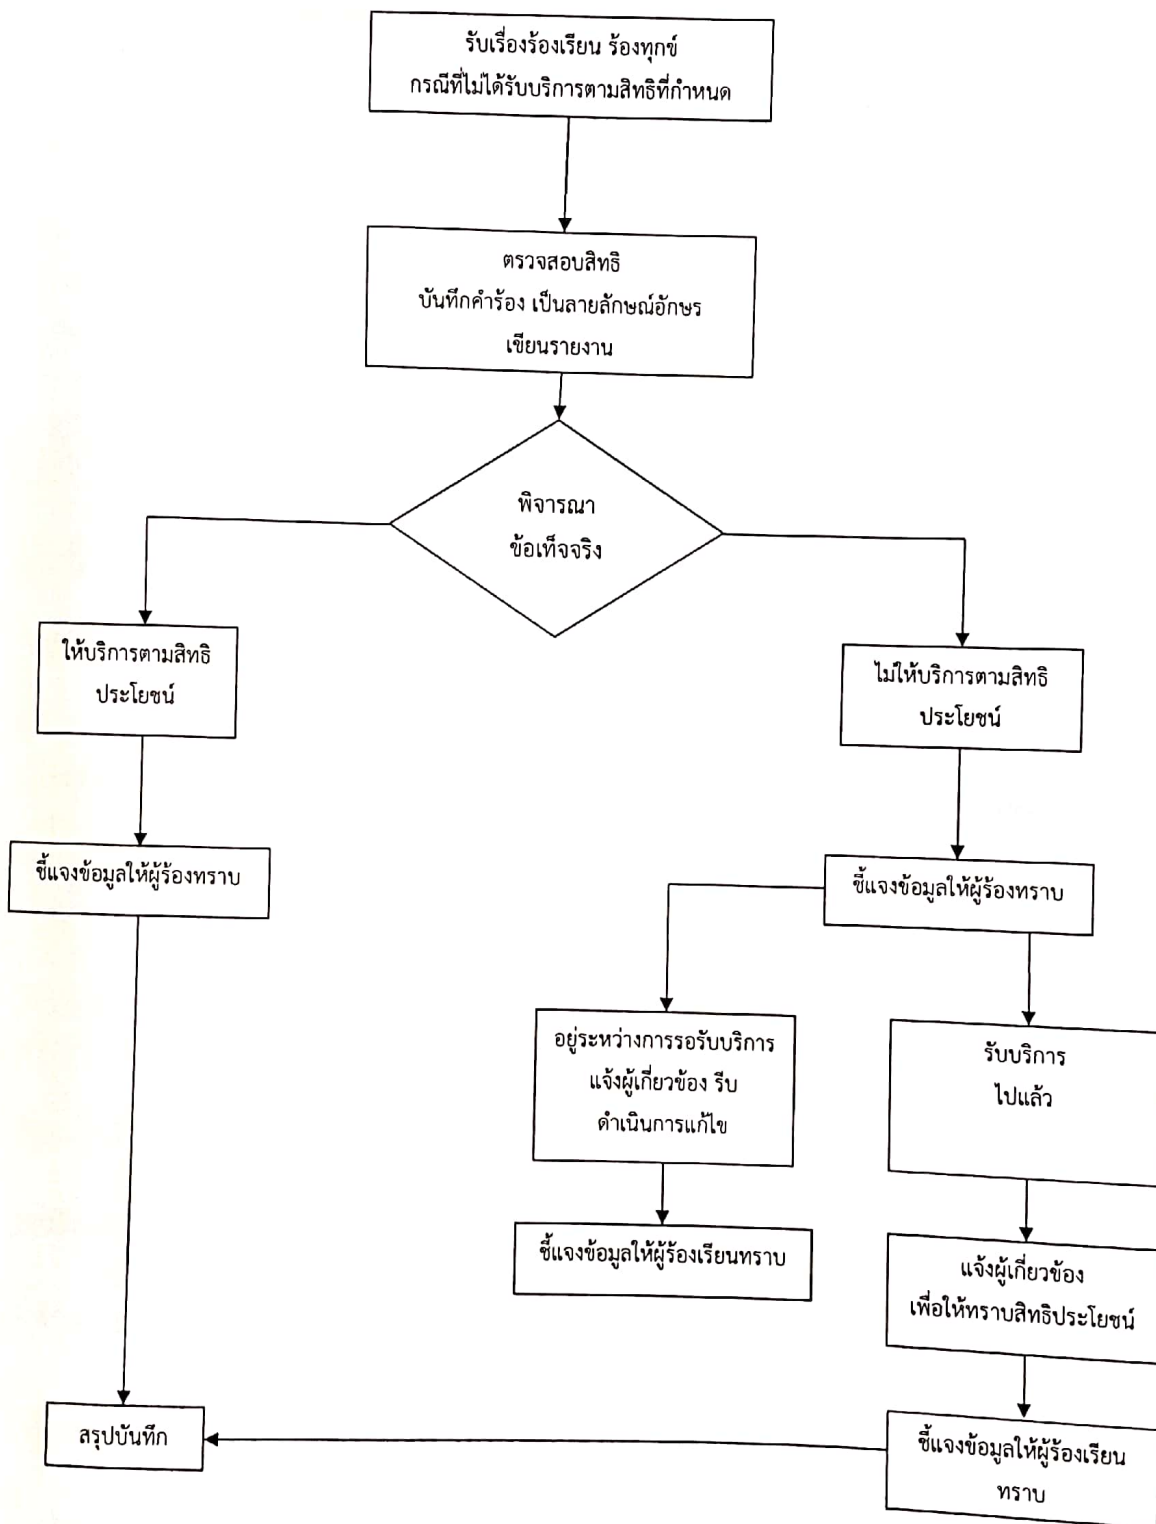 รับเรื่องร้องเรียน ร้องทุกข์
กรณีที่ไม่ได้รับบริการตามสิทธิที่กำหนด
ตรวจสอบสิทธิ
บันทึกคำร้อง เป็นลายลักษณ์อักษร
เขียนรายงาน
พิจารณา
ข้อเท็จจริง
ให้บริการตามสิทธิ
ประโยชน์
ไม่ให้บริการตามสิทธิ
ประโยชน์
ชี้แจงข้อมูลให้ผู้ร้องทราบ
ชี้แจงข้อมูลให้ผู้ร้องทราบ
อยู่ระหว่างการรอรับบริการ
แจ้งผู้เกี่ยวข้อง รีบ
ดำเนินการแก้ไข
รับบริการ
ไปแล้ว
ชี้แจงข้อมูลให้ผู้ร้องเรียนทราบ
แจ้งผู้เกี่ยวข้อง
เพื่อให้ทราบสิทธิประโยชน์
สรุปบันทึก
ชี้แจงข้อมูลให้ผู้ร้องเรียน
ทราบ